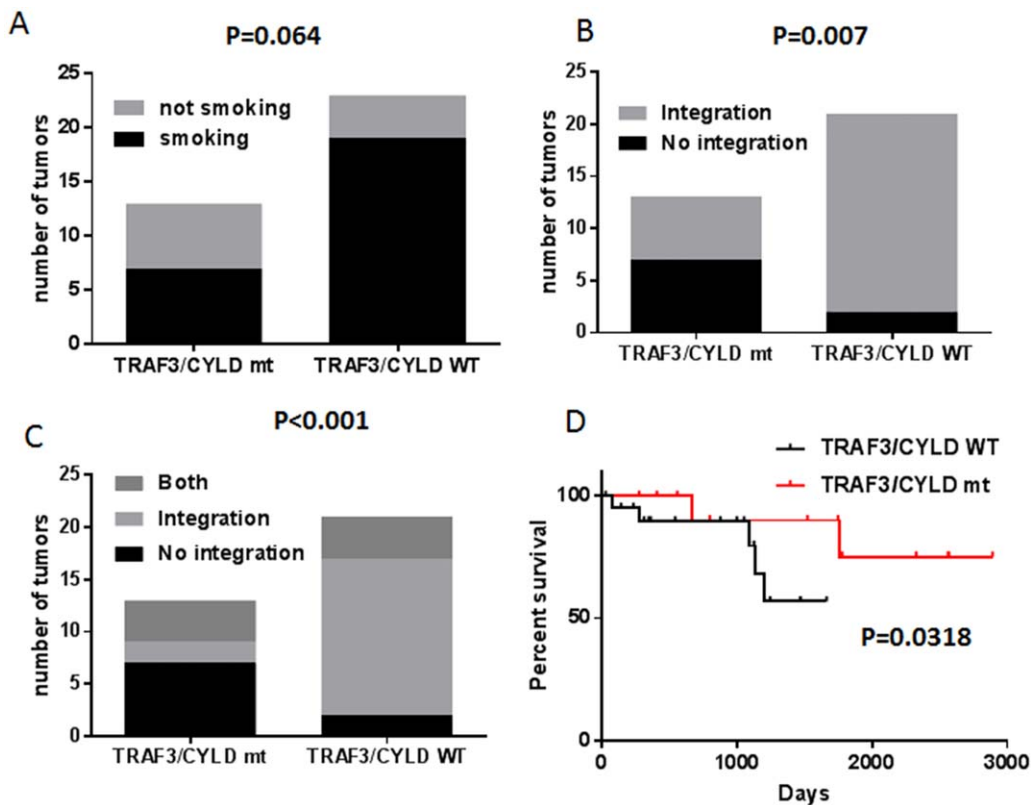 A
P=0.064
25
20
15
10
5
0
number of tumors
not smoking
smoking
TRAF3/CYLD mt
TRAF3/CYLD WT
B
P=0.007
25
20
15
10
5
0
number of tumors
Integration
No integration
TRAF3/CYLD mt
TRAF3/CYLD WT
C
P<0.001
25
20
15
10
5
0
number of tumors
Both
Integration
No integration
TRAF3/CYLD mt
TRAF3/CYLD WT
D
TRAF3/CYLD WT
TRAF3/CYLD mt
100
50
0
Percent survival
P=0.0318
0
1000
2000
3000
Days